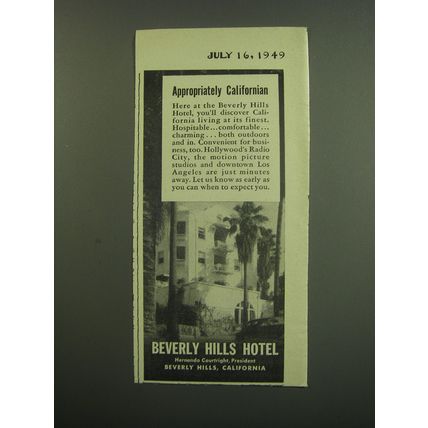 JULY 16, 1949
Appropriately Californian
Here at the Beverly Hills
Hotel, you'll discover Cali-
fornia living at its finest.
Hospitable...comfortable...
charming...both outdoors
and in. Convenient for busi-
ness, too. Hollywood's Radio
City, the motion picture
studios and downtown Los
Angeles are just minutes
away. Let us know as early as
you can when to expect you.
BEVERLY HILLS HOTEL
Hernando Courtright, President
BEVERLY HILLS, CALIFORNIA